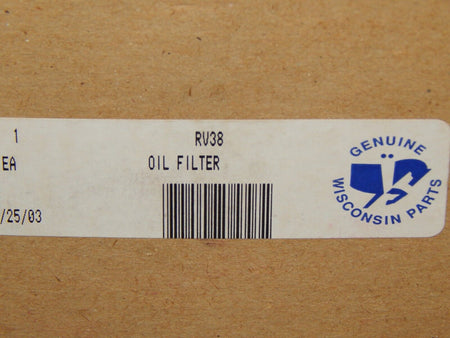 1 RV38
EA OIL FILTER
/25/03
GENUINE
WISCONSIN PARTS